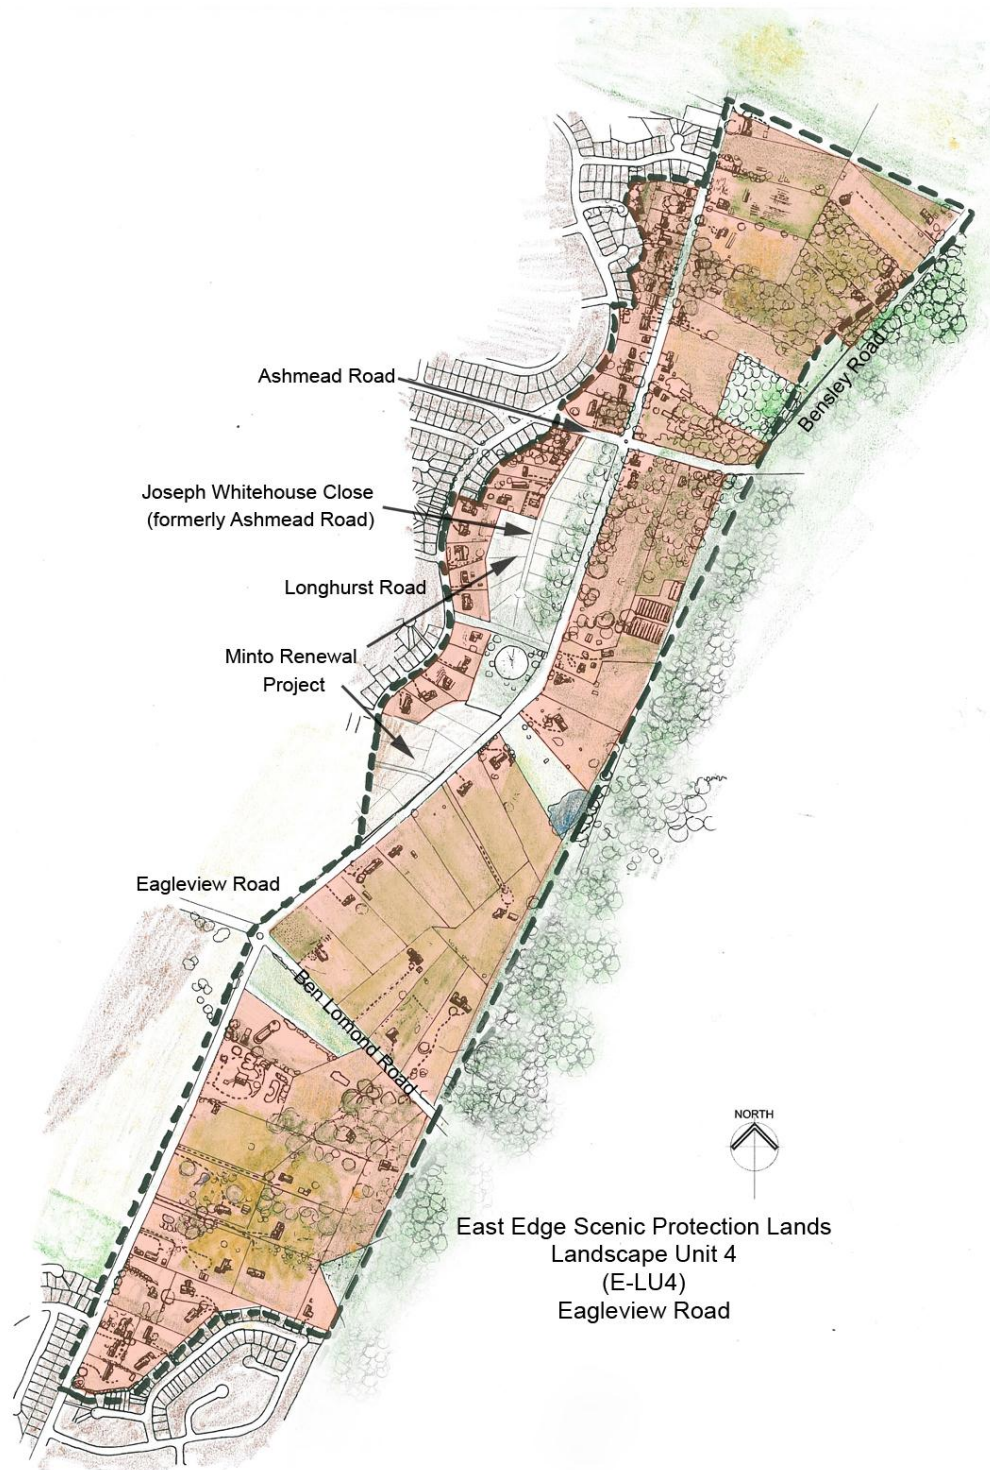 Ashmead Road
Bensley Road
Joseph Whitehouse Close
(formerly Ashmead Road)
Longhurst Road
Minto Renewal
Project
Eagleview Road
Ben Lomond Road
NORTH
East Edge Scenic Protection Lands
Landscape Unit 4
(E-LU4)
Eagleview Road